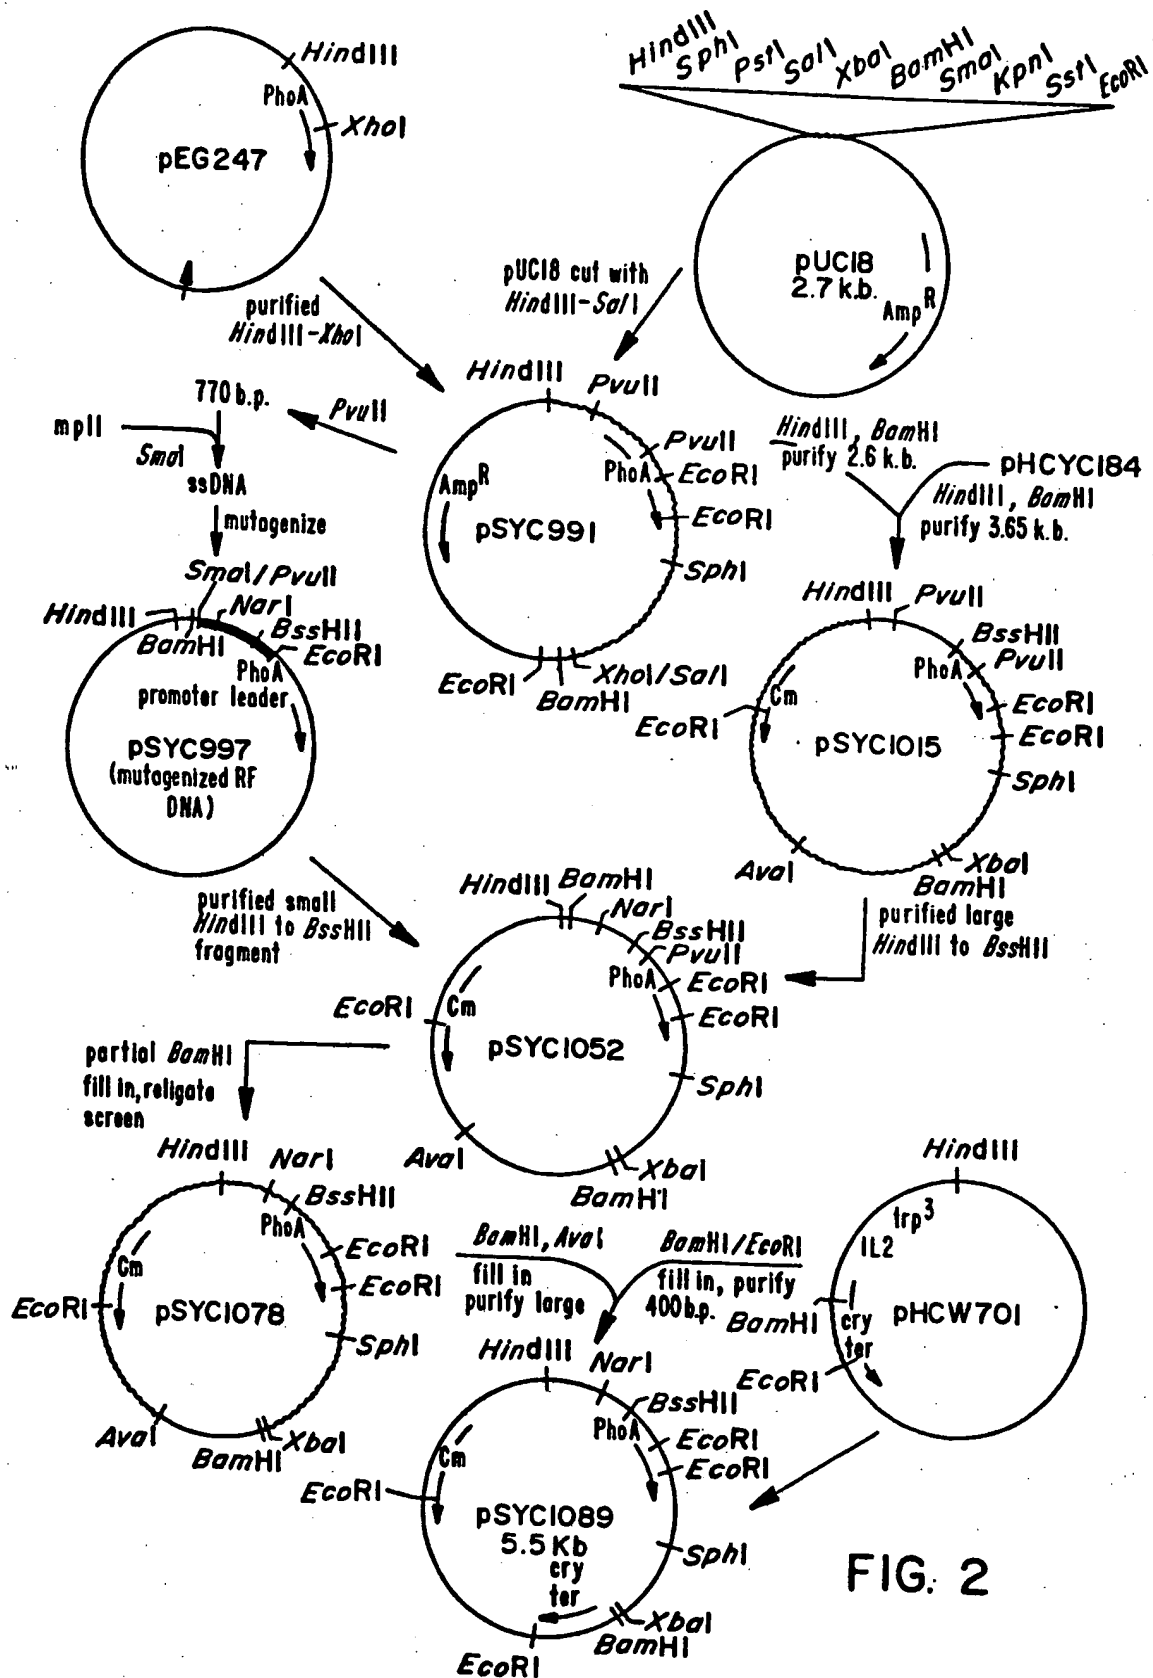 HindIII
PhoA
XhoI
pEG247
HindIII
SphI
PstI
SalI
XbaI
BamHI
SmaI
KpnI
SstI
EcoRI
pUC18
2.7 k.b.
Amp R
purified
HindIII-XhoI
pUC18 cut with
HindIII-SalI
HindIII
PvuII
PvuII
PhoA
EcoRI
EcoRI
SphI
Amp R
pSYC991
EcoRI
BamHI
XhoI/SalI
PvuII
770 b.p.
mp11
SmaI
ssDNA
mutagenize
HindIII, BamHI
purify 2.6 k.b.
pHCYC184
HindIII, BamHI
purify 3.65 k.b.
SmaI/PvuII
HindIII
NarI
BamHI
BssHII
EcoRI
PhoA
promoter leader
pSYC997
(mutagenized RF
DNA)
HindIII
PvuII
BssHII
PhoA
PvuII
EcoRI
EcoRI
SphI
Cm
EcoRI
pSYC1015
AvaI
XbaI
BamHI
purified small
HindIII to BssHII
fragment
purified large
HindIII to BssHII
HindIII
BamHI
NarI
BssHII
PvuII
PhoA
EcoRI
EcoRI
SphI
Cm
EcoRI
pSYC1052
AvaI
XbaI
BamHI
partial BamHI
fill in, religate
screen
HindIII
NarI
BssHII
PhoA
EcoRI
EcoRI
SphI
Cm
EcoRI
pSYC1078
AvaI
BamHI
XbaI
BamHI, AvaI
fill in
purify large
BamHI/EcoRI
fill in, purify
400 b.p.
HindIII
trp3
IL2
BamHI
cry
ter
EcoRI
pHCW701
HindIII
NarI
BssHII
PhoA
EcoRI
EcoRI
SphI
Cm
EcoRI
pSYC1089
5.5 Kb
cry
ter
XbaI
BamHI
EcoRI
FIG. 2